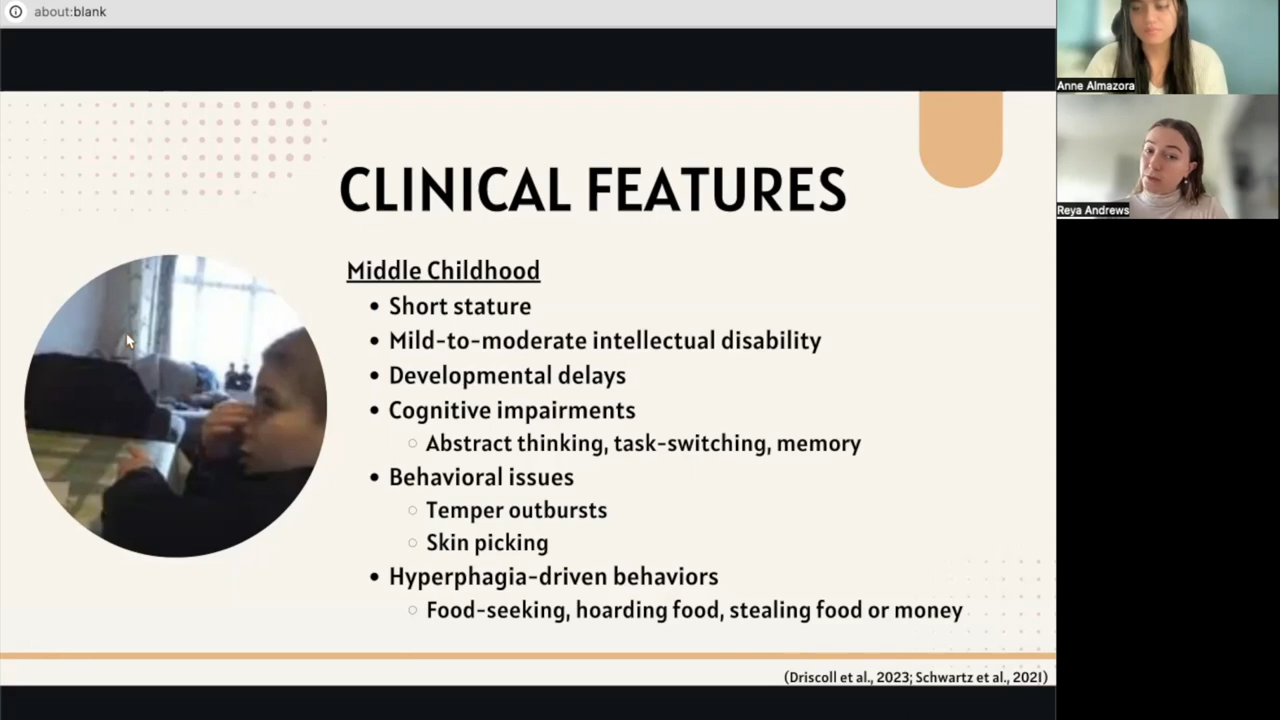 about:blank
CLINICAL FEATURES
Middle Childhood
• Short stature
• Mild-to-moderate intellectual disability
• Developmental delays
• Cognitive impairments
○ Abstract thinking, task-switching, memory
• Behavioral issues
○ Temper outbursts
○ Skin picking
• Hyperphagia-driven behaviors
○ Food-seeking, hoarding food, stealing food or money
(Driscoll et al., 2023; Schwartz et al., 2021)
Anne Almazora
Reya Andrews